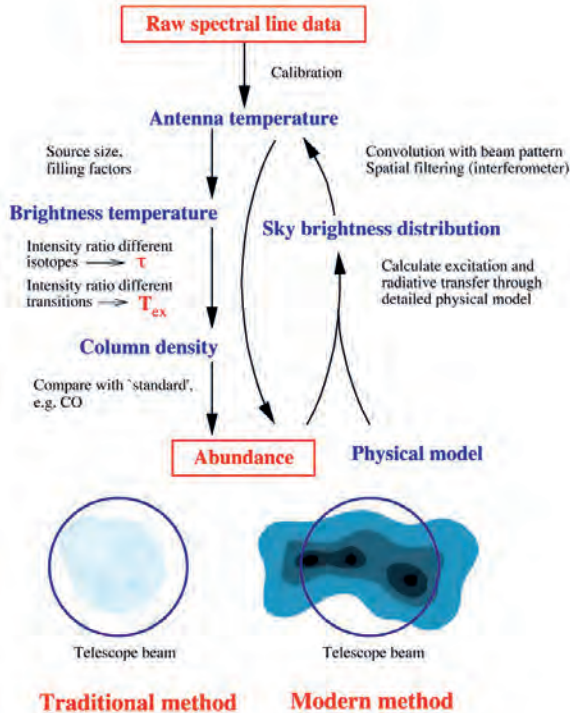 Raw spectral line data
Calibration
Antenna temperature
Source size,
filling factors
Convolution with beam pattern
Spatial filtering (interferometer)
Brightness temperature
Sky brightness distribution
Intensity ratio different
isotopes τ
Intensity ratio different
transitions Tex
Calculate excitation and
radiative transfer through
detailed physical model
Column density
Compare with `standard',
e.g. CO
Abundance
Physical model
Telescope beam
Telescope beam
Traditional method
Modern method